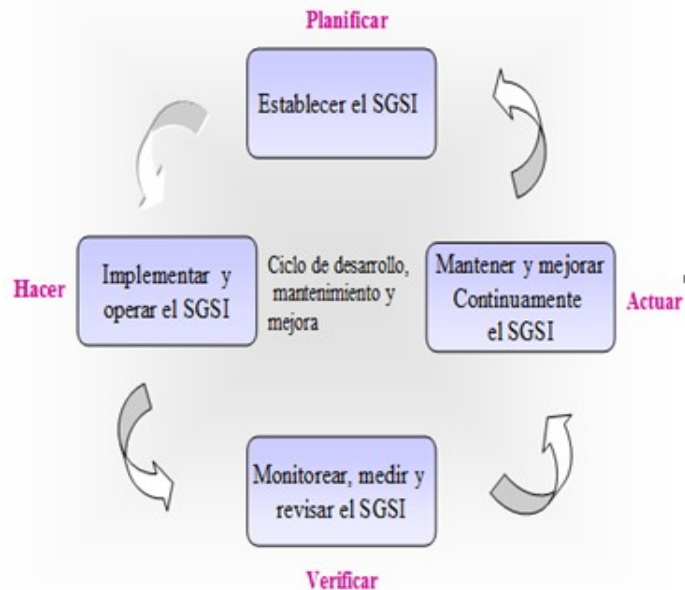 Planificar
Establecer el SGSI
Hacer
Implementar y
operar el SGSI
Ciclo de desarrollo,
mantenimiento y
mejora
Mantener y mejorar
Continuamente
el SGSI
Actuar
Monitorear, medir y
revisar el SGSI
Verificar